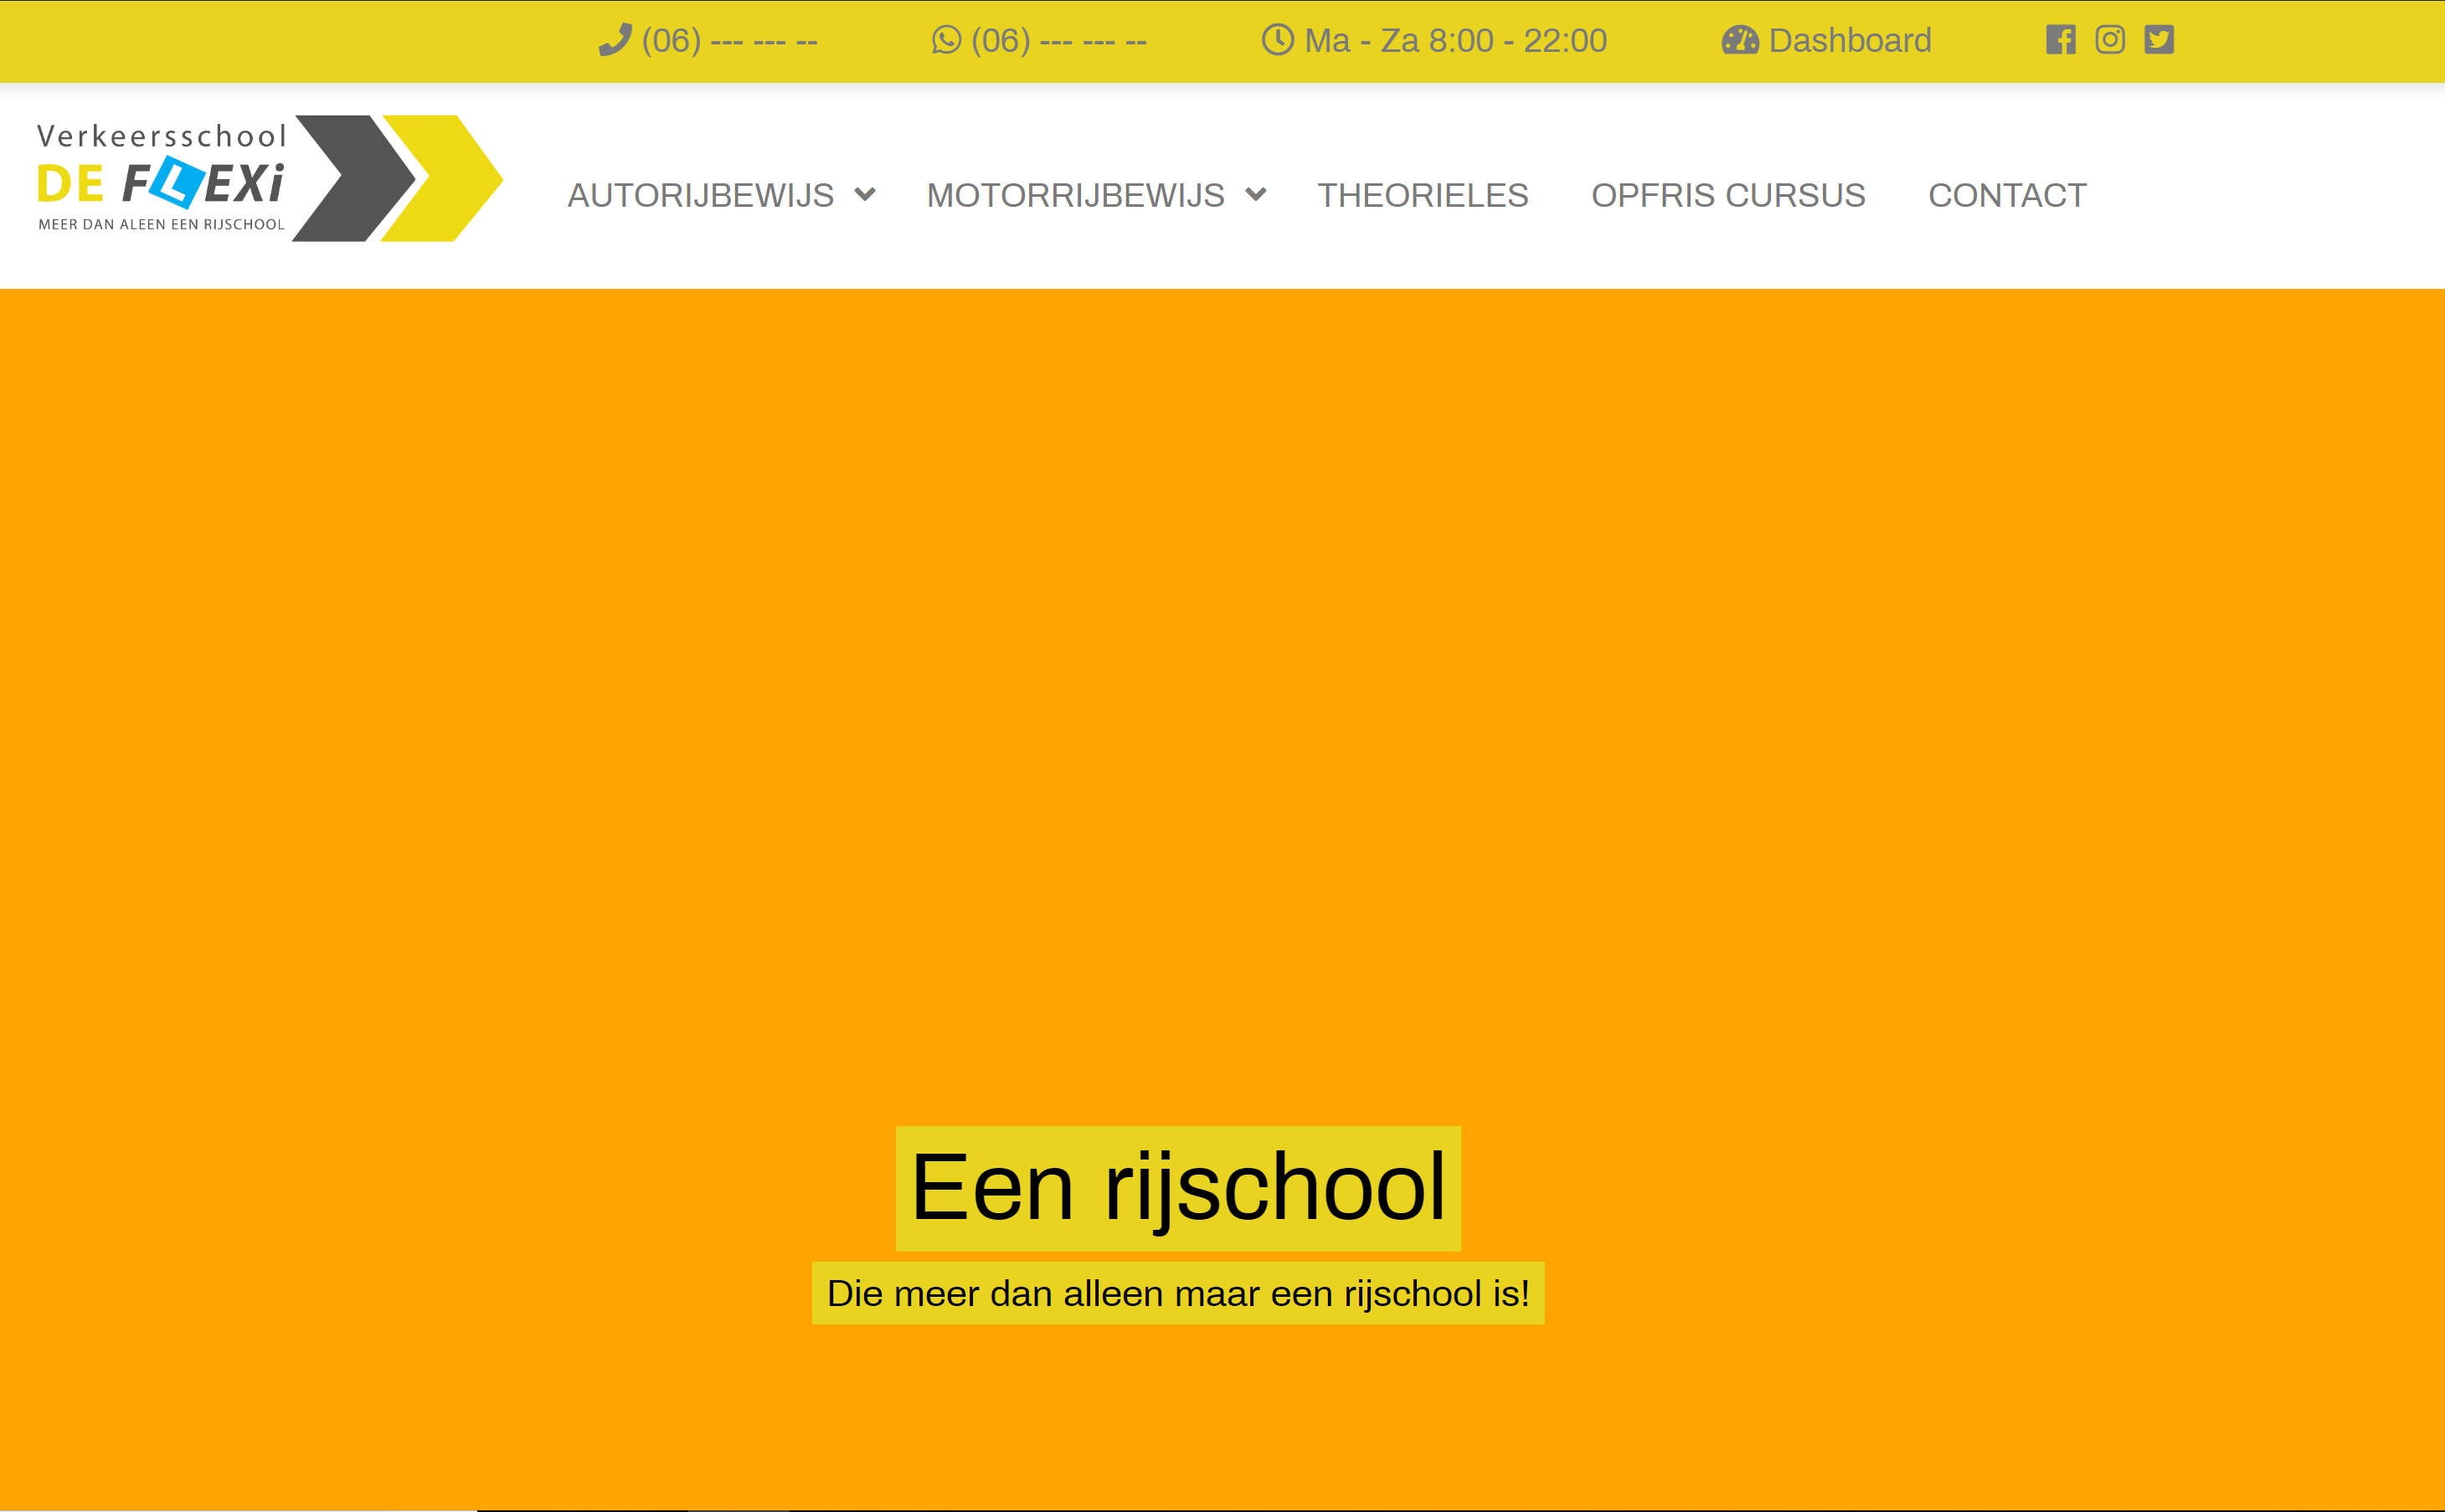 (06) --- --- -- (06) --- --- -- Ma - Za 8:00 - 22:00 Dashboard
Verkeersschool
DE FLEXi
MEER DAN ALEEN EEN RIJSCHOOL
AUTORIJBEWIJS MOTORRIJBEWIJS THEORIELES OPFRIS CURSUS CONTACT
Een rijschool
Die meer dan alleen maar een rijschool is!